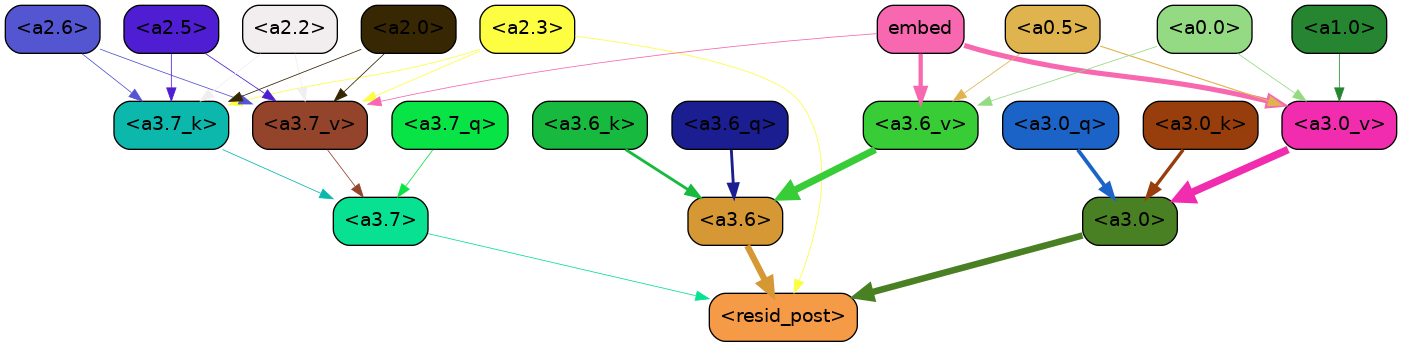 <a2.6> <a2.5> <a2.2> <a2.0> <a2.3> embed <a0.5> <a0.0> <a1.0>
<a3.7_k> <a3.7_v> <a3.7_q> <a3.6_k> <a3.6_q> <a3.6_v> <a3.0_q> <a3.0_k> <a3.0_v>
<a3.7> <a3.6> <a3.0>
<resid_post>